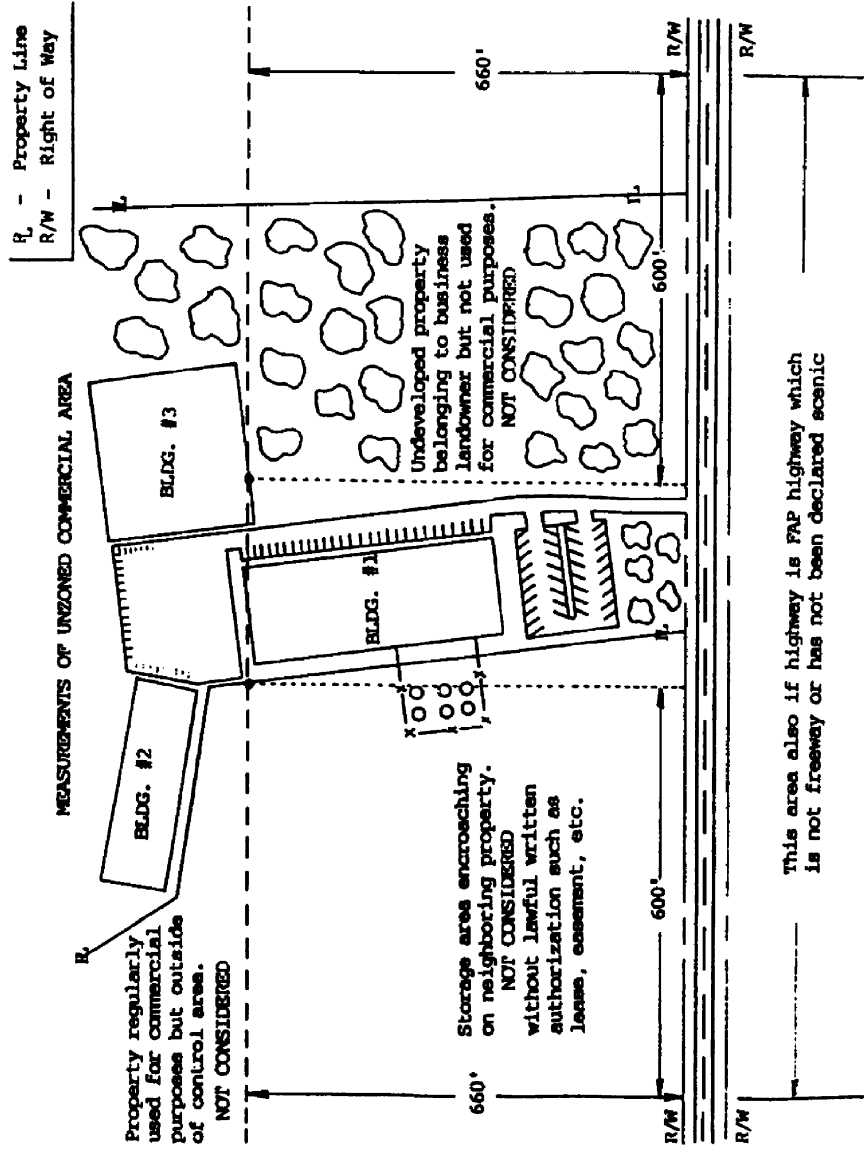 MEASUREMENTS OF UNZONED COMMERCIAL AREA
PL - Property Line
R/W - Right of Way
PL
Property regularly
used for commercial
purposes but outside
of control area.
NOT CONSIDERED
BLDG. #2
BLDG. #3
PL
660'
660'
BLDG. #1
Undeveloped property
belonging to business
landowner but not used
for commercial purposes.
NOT CONSIDERED
Storage area encroaching
on neighboring property.
NOT CONSIDERED
without lawful written
authorization such as
lease, easement, etc.
PL
PL
600'
600'
R/W
R/W
R/W
R/W
This area also if highway is FAP highway which
is not freeway or has not been declared scenic